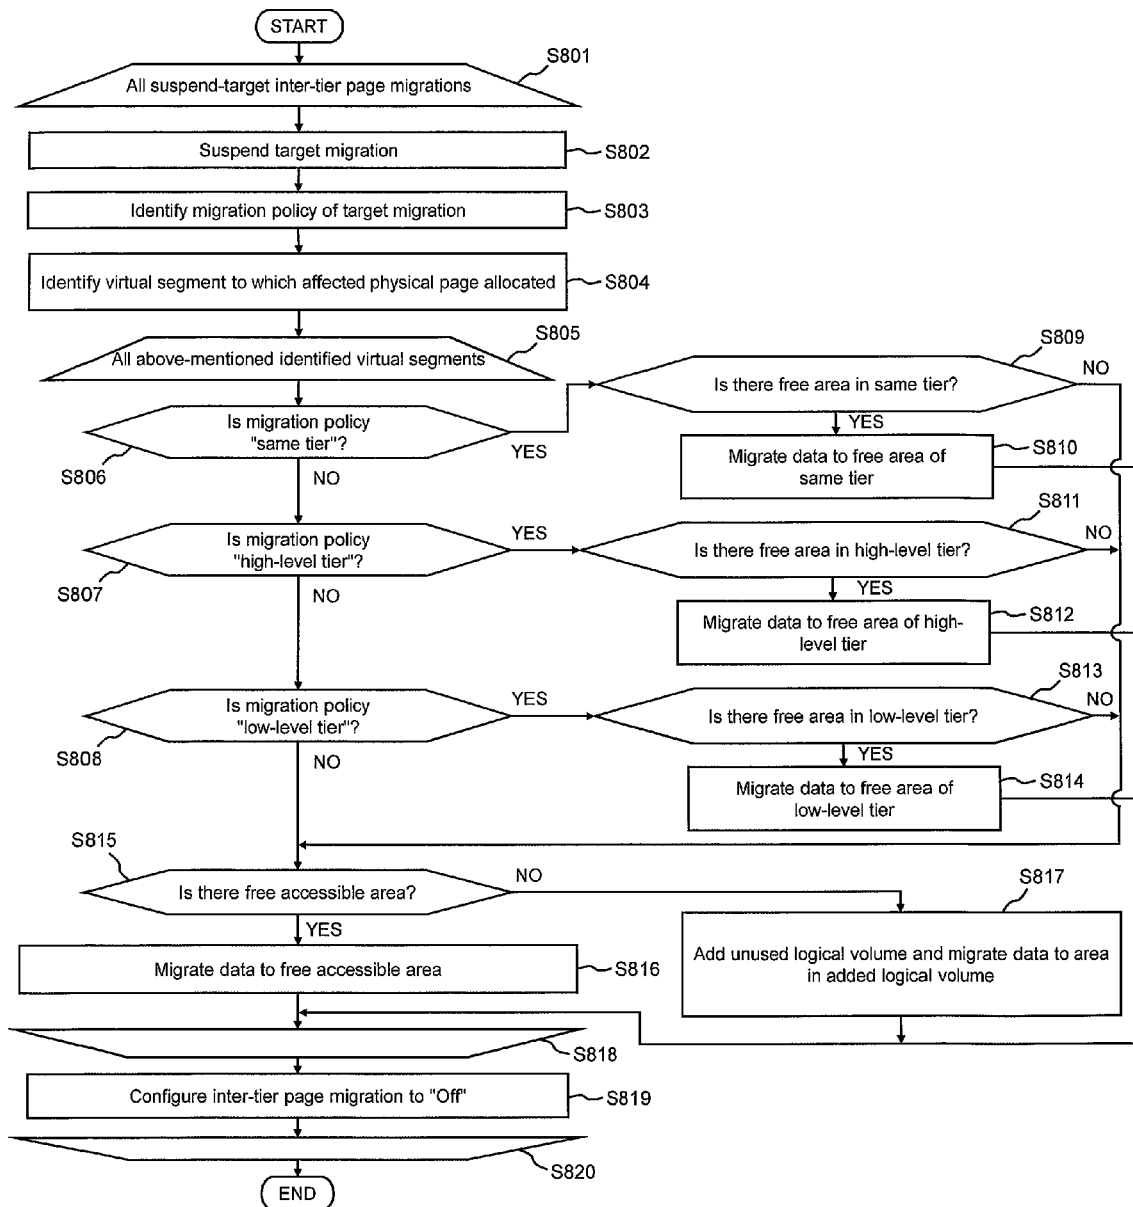 START
S801
All suspend-target inter-tier page migrations
Suspend target migration
S802
Identify migration policy of target migration
S803
Identify virtual segment to which affected physical page allocated
S804
S805
All above-mentioned identified virtual segments
S809
Is there free area in same tier?
NO
Is migration policy
"same tier"?
YES
S806
NO
YES
Migrate data to free area of
same tier
S810
S811
Is migration policy
"high-level tier"?
YES
Is there free area in high-level tier?
NO
S807
NO
YES
Migrate data to free area of high-
level tier
S812
S813
Is migration policy
"low-level tier"?
YES
Is there free area in low-level tier?
NO
S808
NO
YES
Migrate data to free area of
low-level tier
S814
S815
Is there free accessible area?
NO
S817
YES
Add unused logical volume and migrate data to area
in added logical volume
Migrate data to free accessible area
S816
S818
Configure inter-tier page migration to "Off"
S819
S820
END